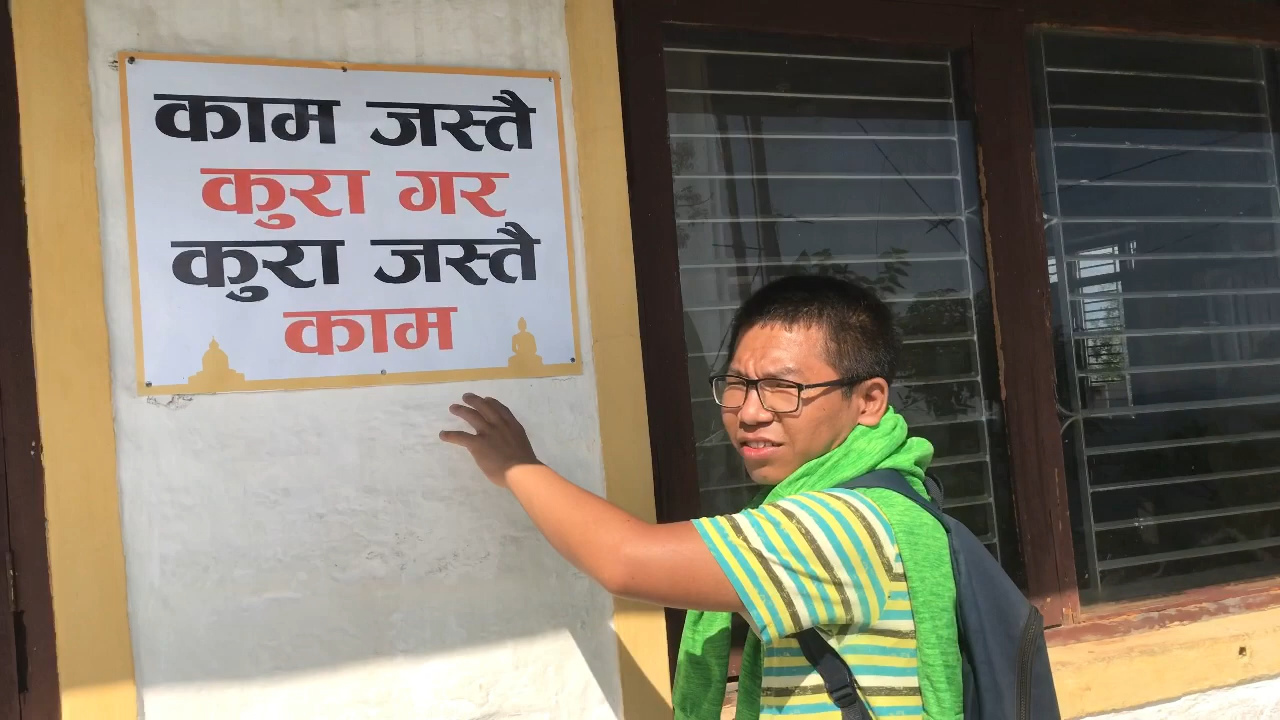 काम जस्तै
कुरा गर
कुरा जस्तै
काम